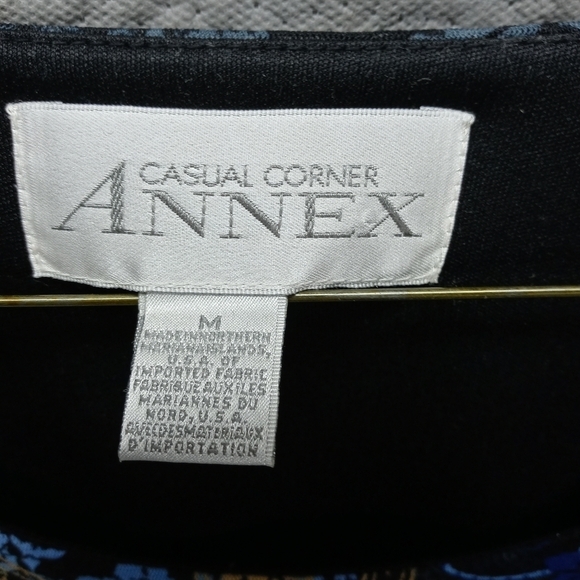 CASUAL CORNER
ANNEX
M
MADE IN NORTHERN
MARIANA ISLANDS,
U.S.A. OF
IMPORTED FABRIC
FABRIQUE AUX ILES
MARIANNES DU
NORD, U.S.A.
AVEC DES MATERIAUX
D'IMPORTATION